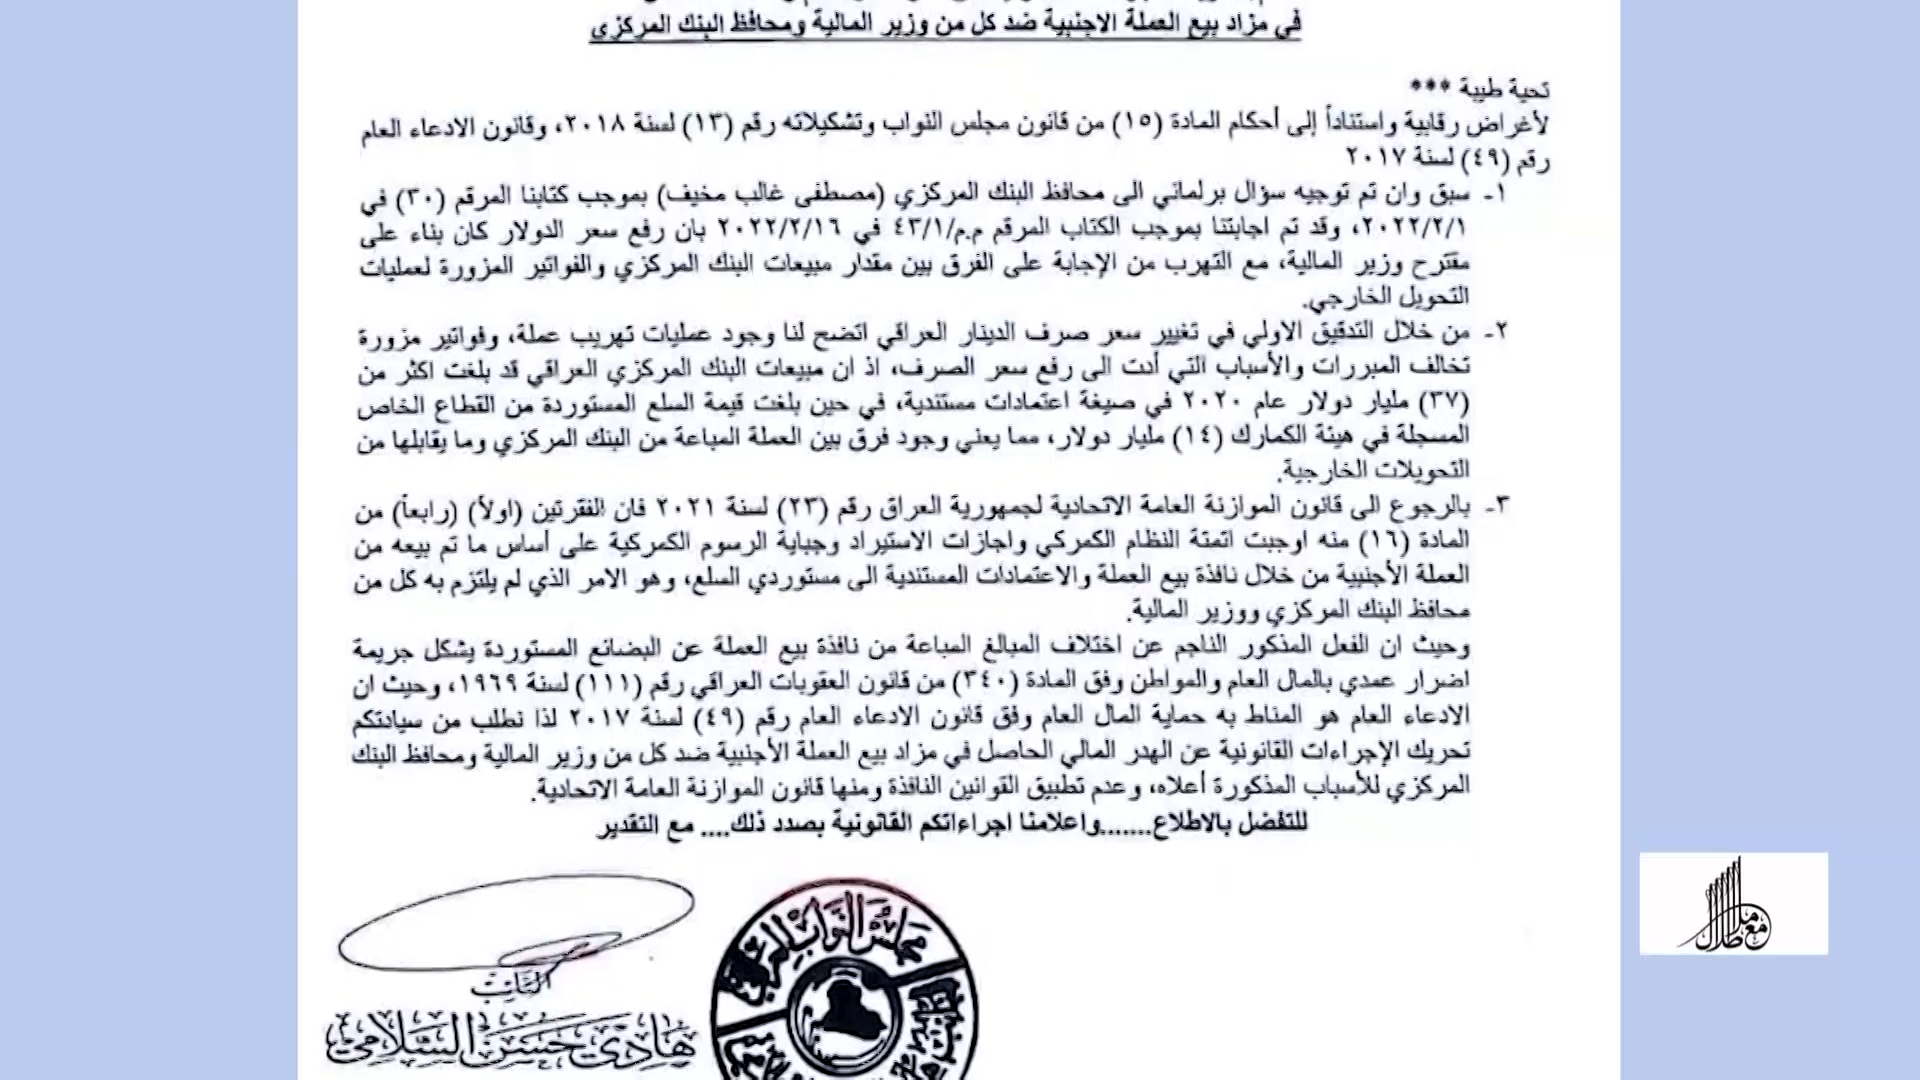 في مزاد بيع العملة الاجنبية ضد كل من وزير المالية ومحافظ البنك المركزي
تحية طيبة ***
لأغراض رقابية واستناداً إلى أحكام المادة (١٥) من قانون مجلس النواب وتشكيلاته رقم (١٣) لسنة ٢٠١٨، وقانون الادعاء العام
رقم (٤٩) لسنة ٢٠١٧
١- سبق وان تم توجيه سؤال برلماني الى محافظ البنك المركزي (مصطفى غالب مخيف) بموجب كتابنا المرقم (٣٠) في
٢٠٢٢/٢/١، وقد تم اجابتنا بموجب الكتاب المرقم م.م/٤٣/١ في ٢٠٢٢/٢/١٦ بان رفع سعر الدولار كان بناء على
مقترح وزير المالية، مع التهرب من الإجابة على الفرق بين مقدار مبيعات البنك المركزي والفواتير المزورة لعمليات
التحويل الخارجي.
٢- من خلال التدقيق الاولي في تغيير سعر صرف الدينار العراقي اتضح لنا وجود عمليات تهريب عملة، وفواتير مزورة
تخالف المبررات والأسباب التي أدت الى رفع سعر الصرف، اذ ان مبيعات البنك المركزي العراقي قد بلغت اكثر من
(٣٧) مليار دولار عام ٢٠٢٠ في صيغة اعتمادات مستندية، في حين بلغت قيمة السلع المستوردة من القطاع الخاص
المسجلة في هيئة الكمارك (١٤) مليار دولار، مما يعني وجود فرق بين العملة المباعة من البنك المركزي وما يقابلها من
التحويلات الخارجية.
٣- بالرجوع الى قانون الموازنة العامة الاتحادية لجمهورية العراق رقم (٢٣) لسنة ٢٠٢١ فان الفقرتين (اولاً) (رابعاً) من
المادة (١٦) منه اوجبت اتمتة النظام الكمركي واجازات الاستيراد وجباية الرسوم الكمركية على أساس ما تم بيعه من
العملة الأجنبية من خلال نافذة بيع العملة والاعتمادات المستندية الى مستوردي السلع، وهو الامر الذي لم يلتزم به كل من
محافظ البنك المركزي ووزير المالية.
وحيث ان الفعل المذكور الناجم عن اختلاف المبالغ المباعة من نافذة بيع العملة عن البضائع المستوردة يشكل جريمة
اضرار عمدي بالمال العام والمواطن وفق المادة (٣٤٠) من قانون العقوبات العراقي رقم (١١١) لسنة ١٩٦٩، وحيث ان
الادعاء العام هو المناط به حماية المال العام وفق قانون الادعاء العام رقم (٤٩) لسنة ٢٠١٧ لذا نطلب من سيادتكم
تحريك الإجراءات القانونية عن الهدر المالي الحاصل في مزاد بيع العملة الأجنبية ضد كل من وزير المالية ومحافظ البنك
المركزي للأسباب المذكورة أعلاه، وعدم تطبيق القوانين النافذة ومنها قانون الموازنة العامة الاتحادية.
للتفضل بالاطلاع.......واعلامنا اجراءاتكم القانونية بصدد ذلك.... مع التقدير
النائب
هادي حسن السلامي
مجلس النواب العراقي
مع ملا طلال